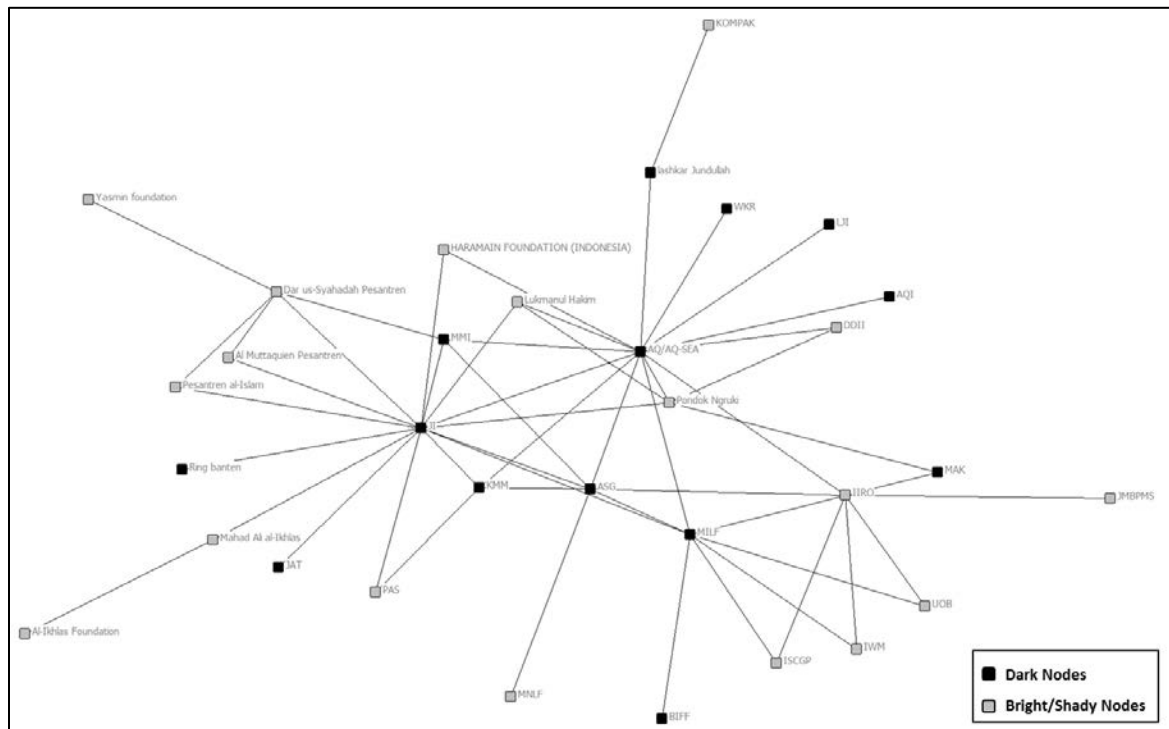 KOMPAK
lashkar Jundullah
Yasmin foundation
WKR
LJI
HARAMAIN FOUNDATION (INDONESIA)
Dar us-Syahadah Pesantren
Lukmanul Hakim
AQI
DDII
MMI
AQ/AQ-SEA
Al Muttaquien Pesantren
Pesantren al-Islam
Pondok Ngruki
JI
Ring banten
MAK
KMM
ASG
IIRO
JMBPMS
MILF
Mahad Ali al-Ikhlas
JAT
PAS
UOB
Al-Ikhlas Foundation
IWM
ISCGP
MNLF
BIFF
Dark Nodes
Bright/Shady Nodes